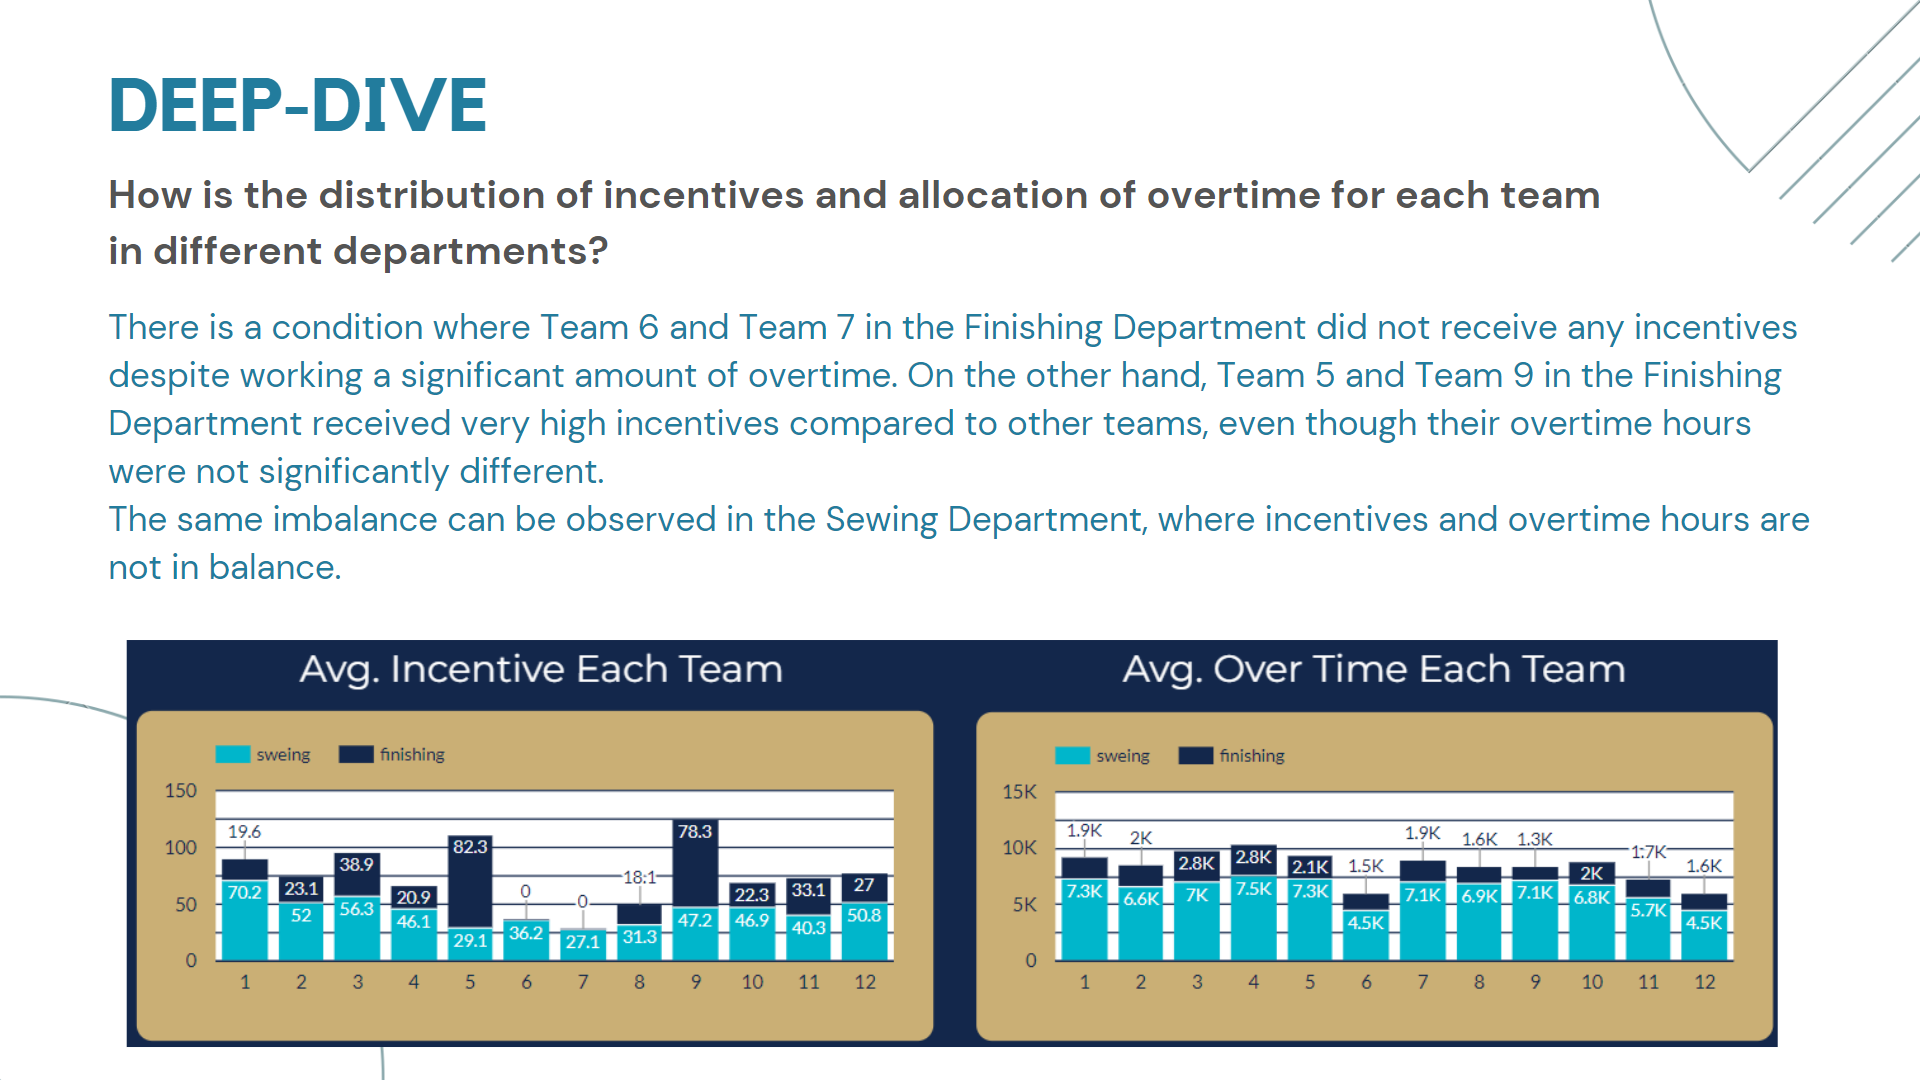 DEEP-DIVE
How is the distribution of incentives and allocation of overtime for each team
in different departments?
There is a condition where Team 6 and Team 7 in the Finishing Department did not receive any incentives
despite working a significant amount of overtime. On the other hand, Team 5 and Team 9 in the Finishing
Department received very high incentives compared to other teams, even though their overtime hours
were not significantly different.
The same imbalance can be observed in the Sewing Department, where incentives and overtime hours are
not in balance.
Avg. Incentive Each Team
sweing finishing
150
100
50
0
19.6 23.1 38.9 20.9 82.3 0 0 18.1 78.3 22.3 33.1 27
70.2 52 56.3 46.1 29.1 36.2 27.1 31.3 47.2 46.9 40.3 50.8
1 2 3 4 5 6 7 8 9 10 11 12
Avg. Over Time Each Team
sweing finishing
15K
10K
5K
0
1.9K 2K 2.8K 2.8K 2.1K 1.5K 1.9K 1.6K 1.3K 2K 1.7K 1.6K
7.3K 6.6K 7K 7.5K 7.3K 4.5K 7.1K 6.9K 7.1K 6.8K 5.7K 4.5K
1 2 3 4 5 6 7 8 9 10 11 12